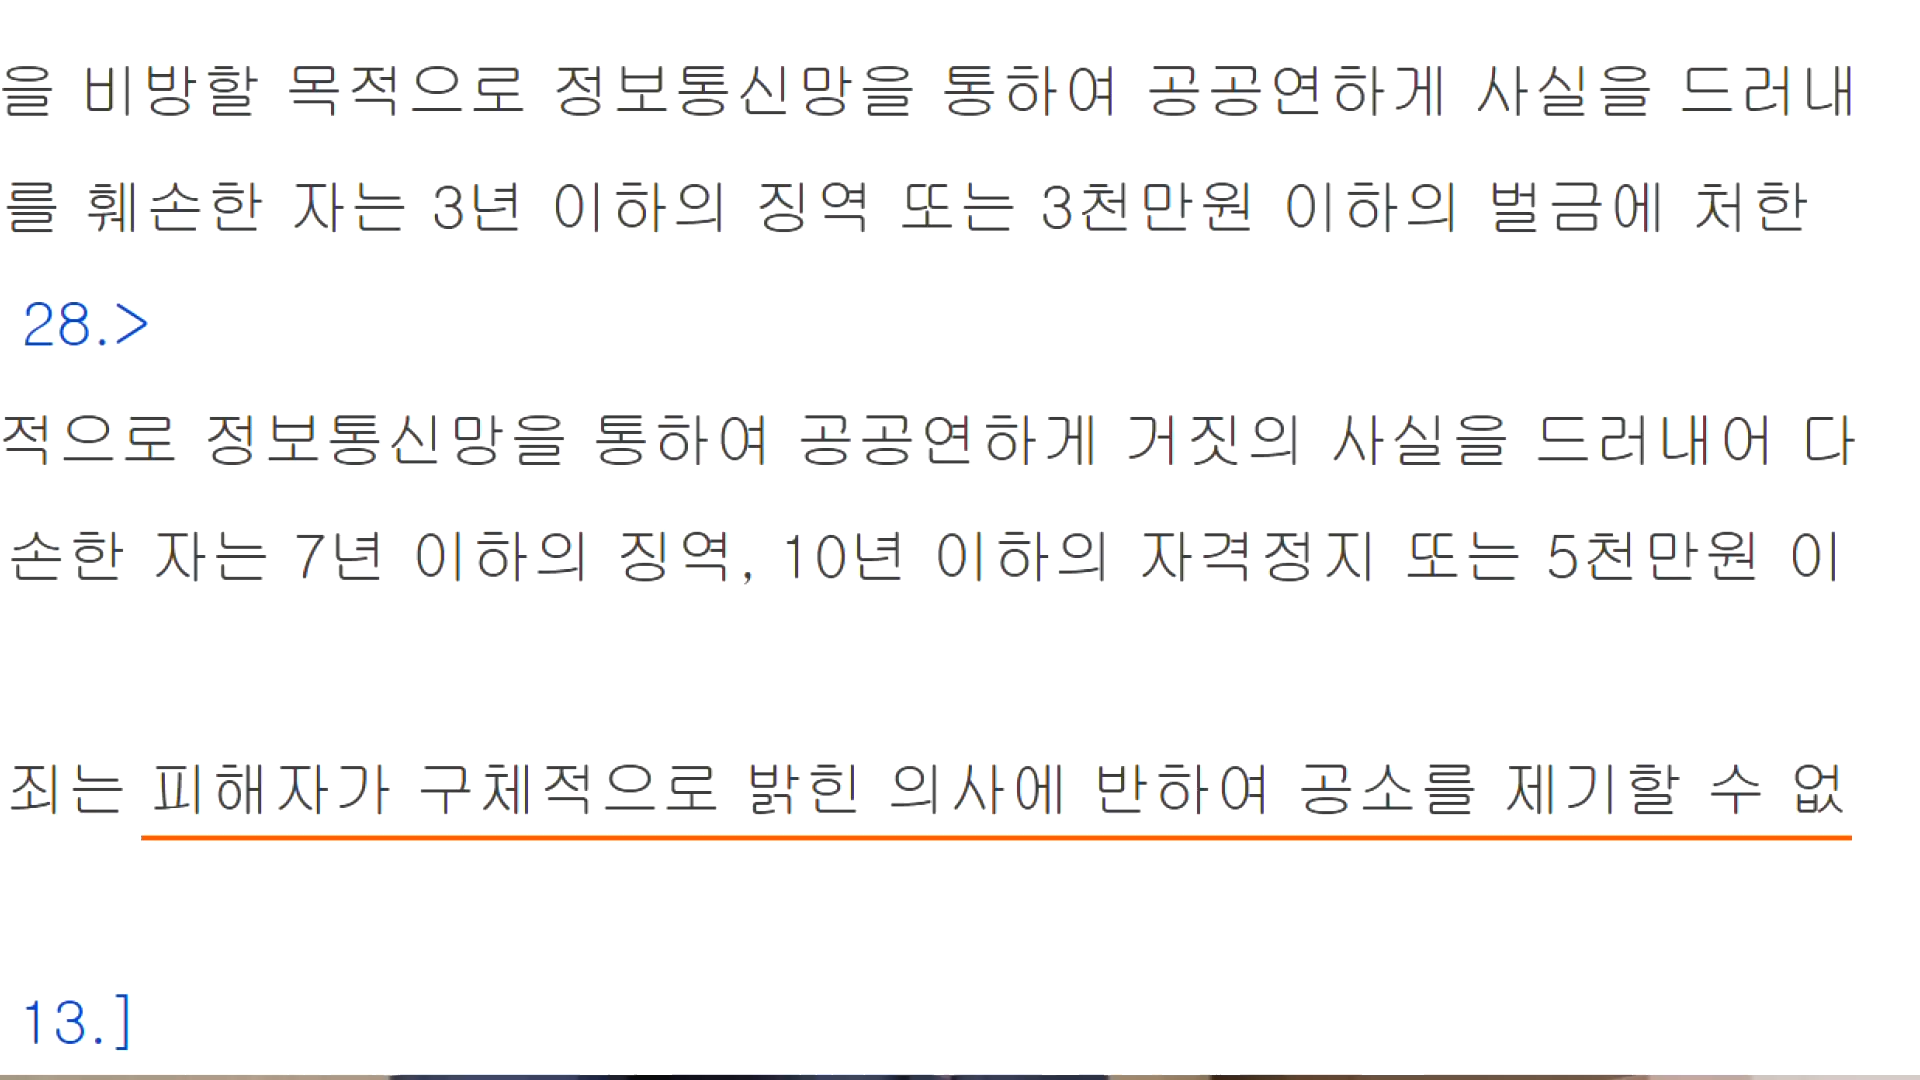 을 비방할 목적으로 정보통신망을 통하여 공공연하게 사실을 드러내
를 훼손한 자는 3년 이하의 징역 또는 3천만원 이하의 벌금에 처한
28.>
적으로 정보통신망을 통하여 공공연하게 거짓의 사실을 드러내어 다
손한 자는 7년 이하의 징역, 10년 이하의 자격정지 또는 5천만원 이
죄는 피해자가 구체적으로 밝힌 의사에 반하여 공소를 제기할 수 없
13.]